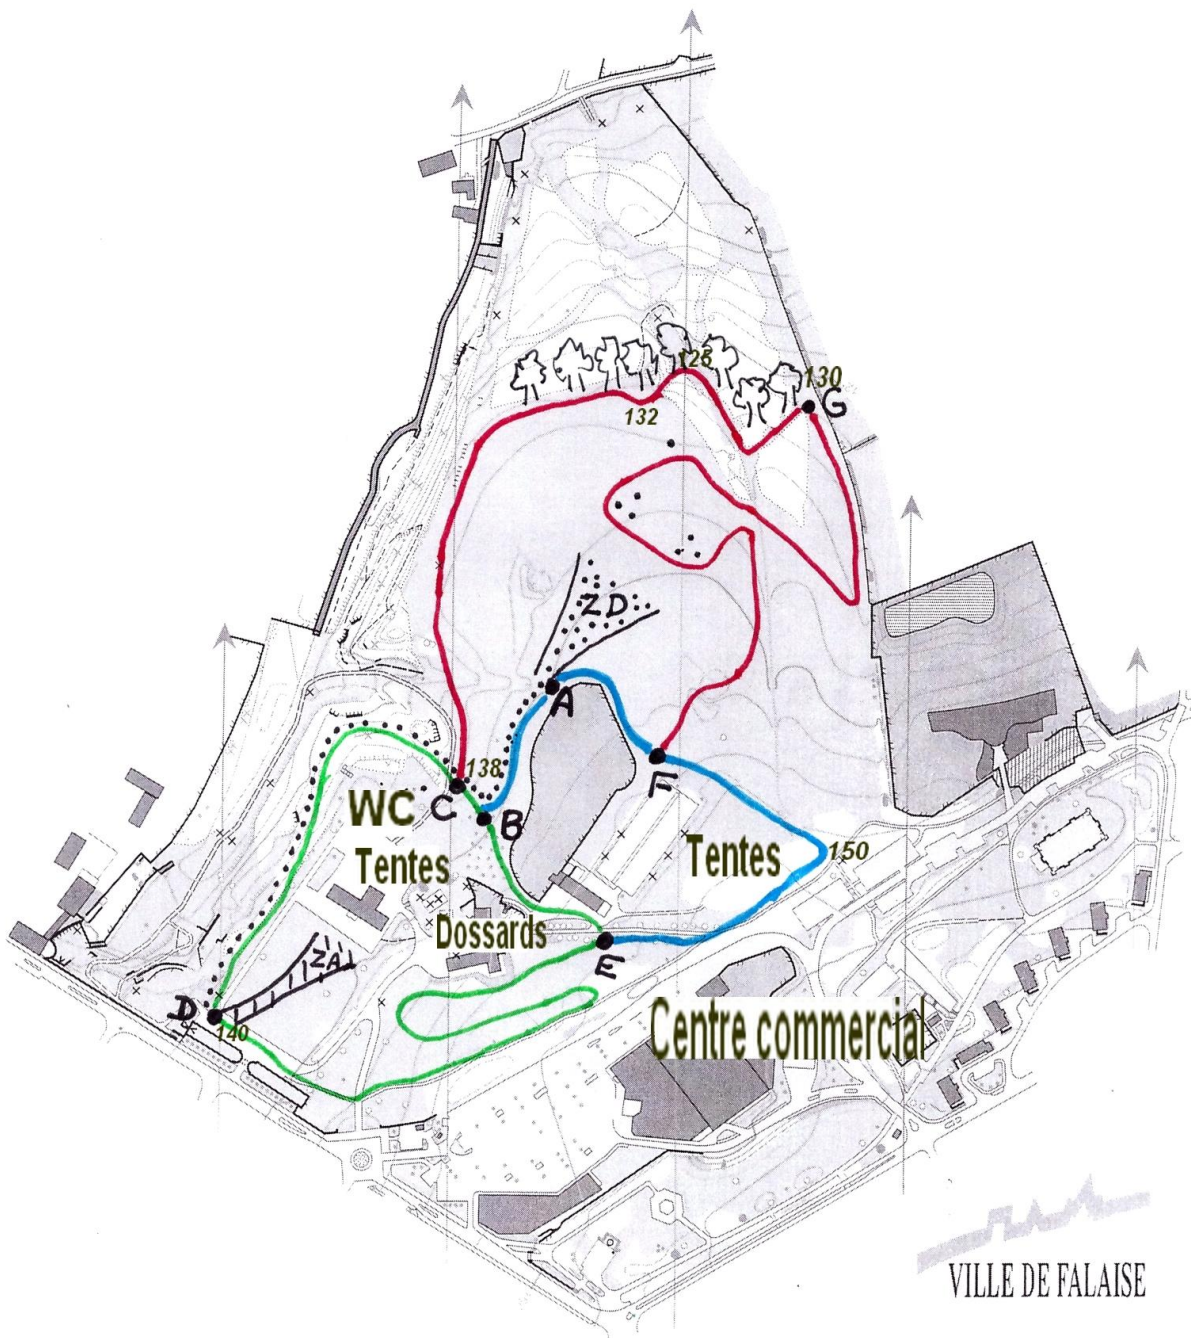 125
130
G
132
ZD
A
138
C
B
F
WC
Tentes
Tentes
150
Dossards
E
ZA
D
140
Centre commercial
VILLE DE FALAISE